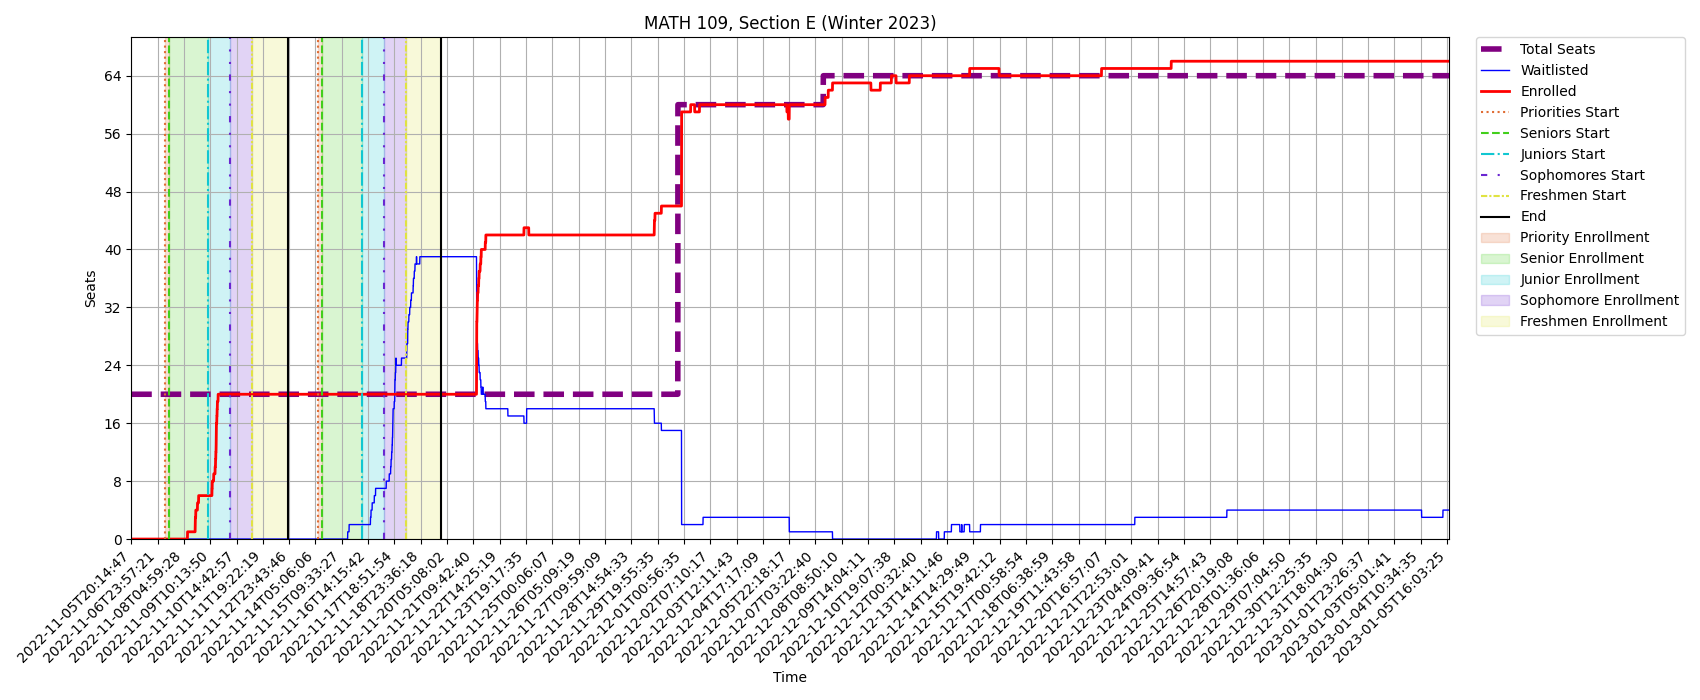 MATH 109, Section E (Winter 2023)
Seats
64
56
48
40
32
24
16
8
0
2022-11-05T20:14:47
2022-11-06T23:57:21
2022-11-08T04:59:28
2022-11-09T10:13:50
2022-11-10T14:42:57
2022-11-11T19:22:19
2022-11-12T23:43:46
2022-11-14T05:06:06
2022-11-15T09:33:27
2022-11-16T14:15:42
2022-11-17T18:51:54
2022-11-18T23:36:18
2022-11-20T05:08:02
2022-11-21T09:42:40
2022-11-22T14:25:19
2022-11-23T19:17:35
2022-11-25T00:06:07
2022-11-26T05:09:19
2022-11-27T09:59:09
2022-11-28T14:54:33
2022-11-29T19:55:35
2022-12-01T00:56:35
2022-12-02T07:10:17
2022-12-03T12:11:43
2022-12-04T17:17:09
2022-12-05T22:18:17
2022-12-07T03:22:40
2022-12-08T08:50:10
2022-12-09T14:04:11
2022-12-10T19:07:38
2022-12-12T00:32:40
2022-12-13T14:11:46
2022-12-14T14:29:49
2022-12-15T19:42:12
2022-12-17T00:58:54
2022-12-18T06:38:59
2022-12-19T11:43:58
2022-12-20T16:57:07
2022-12-21T22:53:01
2022-12-23T04:09:41
2022-12-24T09:36:54
2022-12-25T14:57:43
2022-12-26T20:19:08
2022-12-28T01:36:06
2022-12-29T07:04:50
2022-12-30T12:25:35
2022-12-31T18:04:30
2023-01-01T23:26:37
2023-01-03T05:01:41
2023-01-04T10:34:35
2023-01-05T16:03:25
Time
Total Seats
Waitlisted
Enrolled
Priorities Start
Seniors Start
Juniors Start
Sophomores Start
Freshmen Start
End
Priority Enrollment
Senior Enrollment
Junior Enrollment
Sophomore Enrollment
Freshmen Enrollment